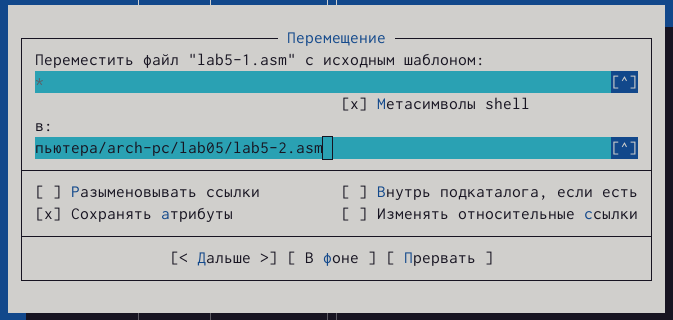 Перемещение
Переместить файл "lab5-1.asm" с исходным шаблоном:
* [^]
[x] Метасимволы shell
в:
пьютера/arch-pc/lab05/lab5-2.asm [^]
[ ] Разыменовывать ссылки [ ] Внутрь подкаталога, если есть
[x] Сохранять атрибуты [ ] Изменять относительные ссылки
[< Дальше >] [ В фоне ] [ Прервать ]